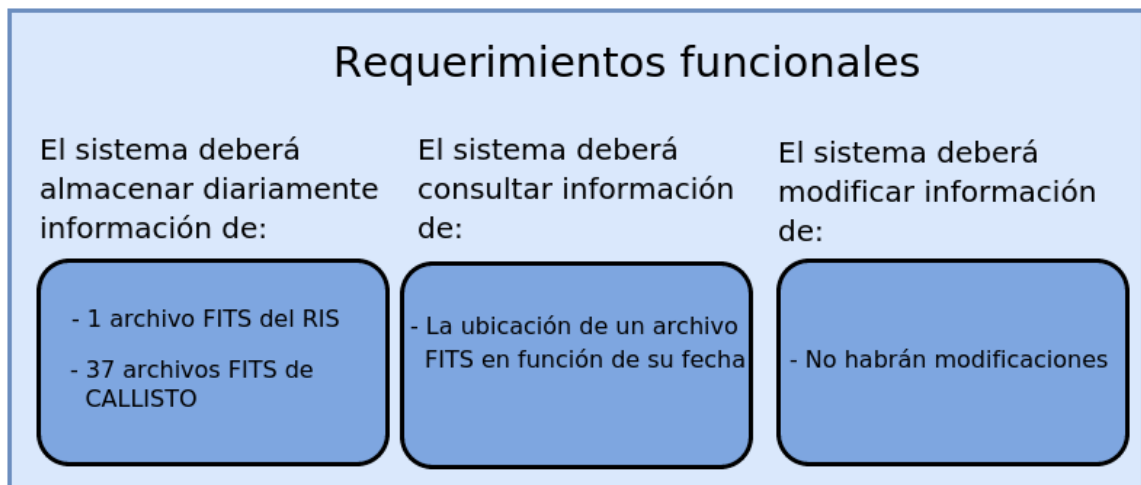 Requerimientos funcionales
El sistema deberá
almacenar diariamente
información de:
- 1 archivo FITS del RIS
- 37 archivos FITS de
CALLISTO
El sistema deberá
consultar información
de:
- La ubicación de un archivo
FITS en función de su fecha
El sistema deberá
modificar información
de:
- No habrán modificaciones